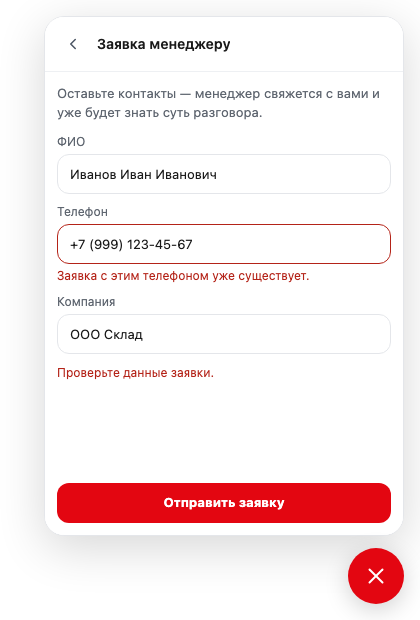 Заявка менеджеру
Оставьте контакты — менеджер свяжется с вами и
уже будет знать суть разговора.
ФИО
Иванов Иван Иванович
Телефон
+7 (999) 123-45-67
Заявка с этим телефоном уже существует.
Компания
ООО Склад
Проверьте данные заявки.
Отправить заявку